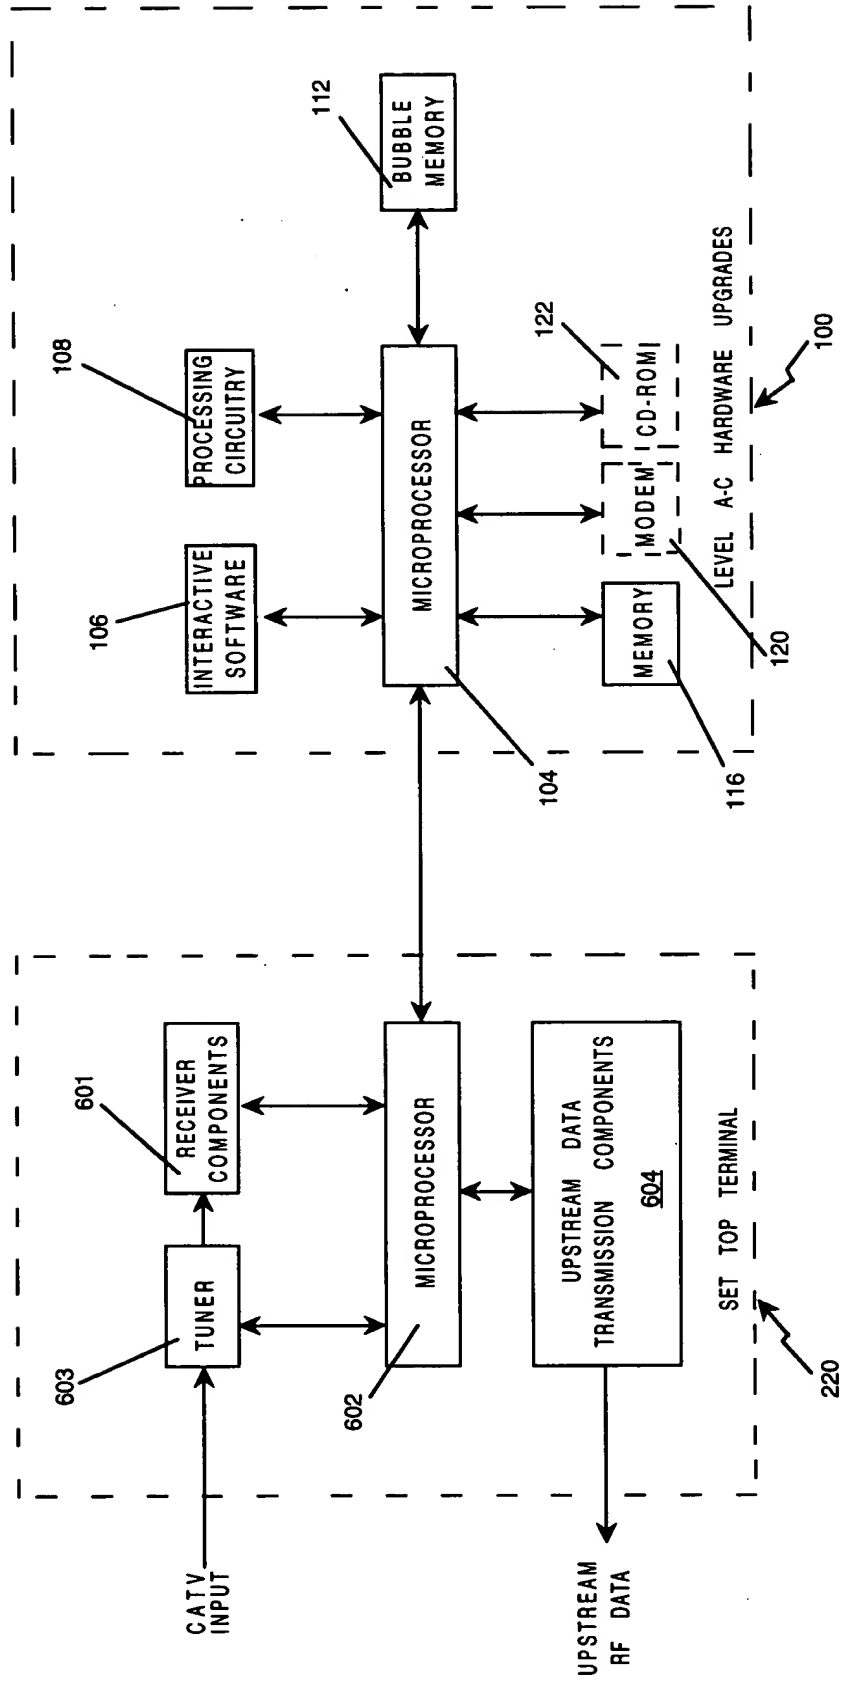 CATV
INPUT
603
TUNER
601
RECEIVER
COMPONENTS
602
MICROPROCESSOR
UPSTREAM DATA
TRANSMISSION COMPONENTS
604
UPSTREAM
RF DATA
SET TOP TERMINAL
220
106
INTERACTIVE
SOFTWARE
108
PROCESSING
CIRCUITRY
104
MICROPROCESSOR
112
BUBBLE
MEMORY
116
MEMORY
120
MODEM
122
CD-ROM
LEVEL A-C HARDWARE UPGRADES
100